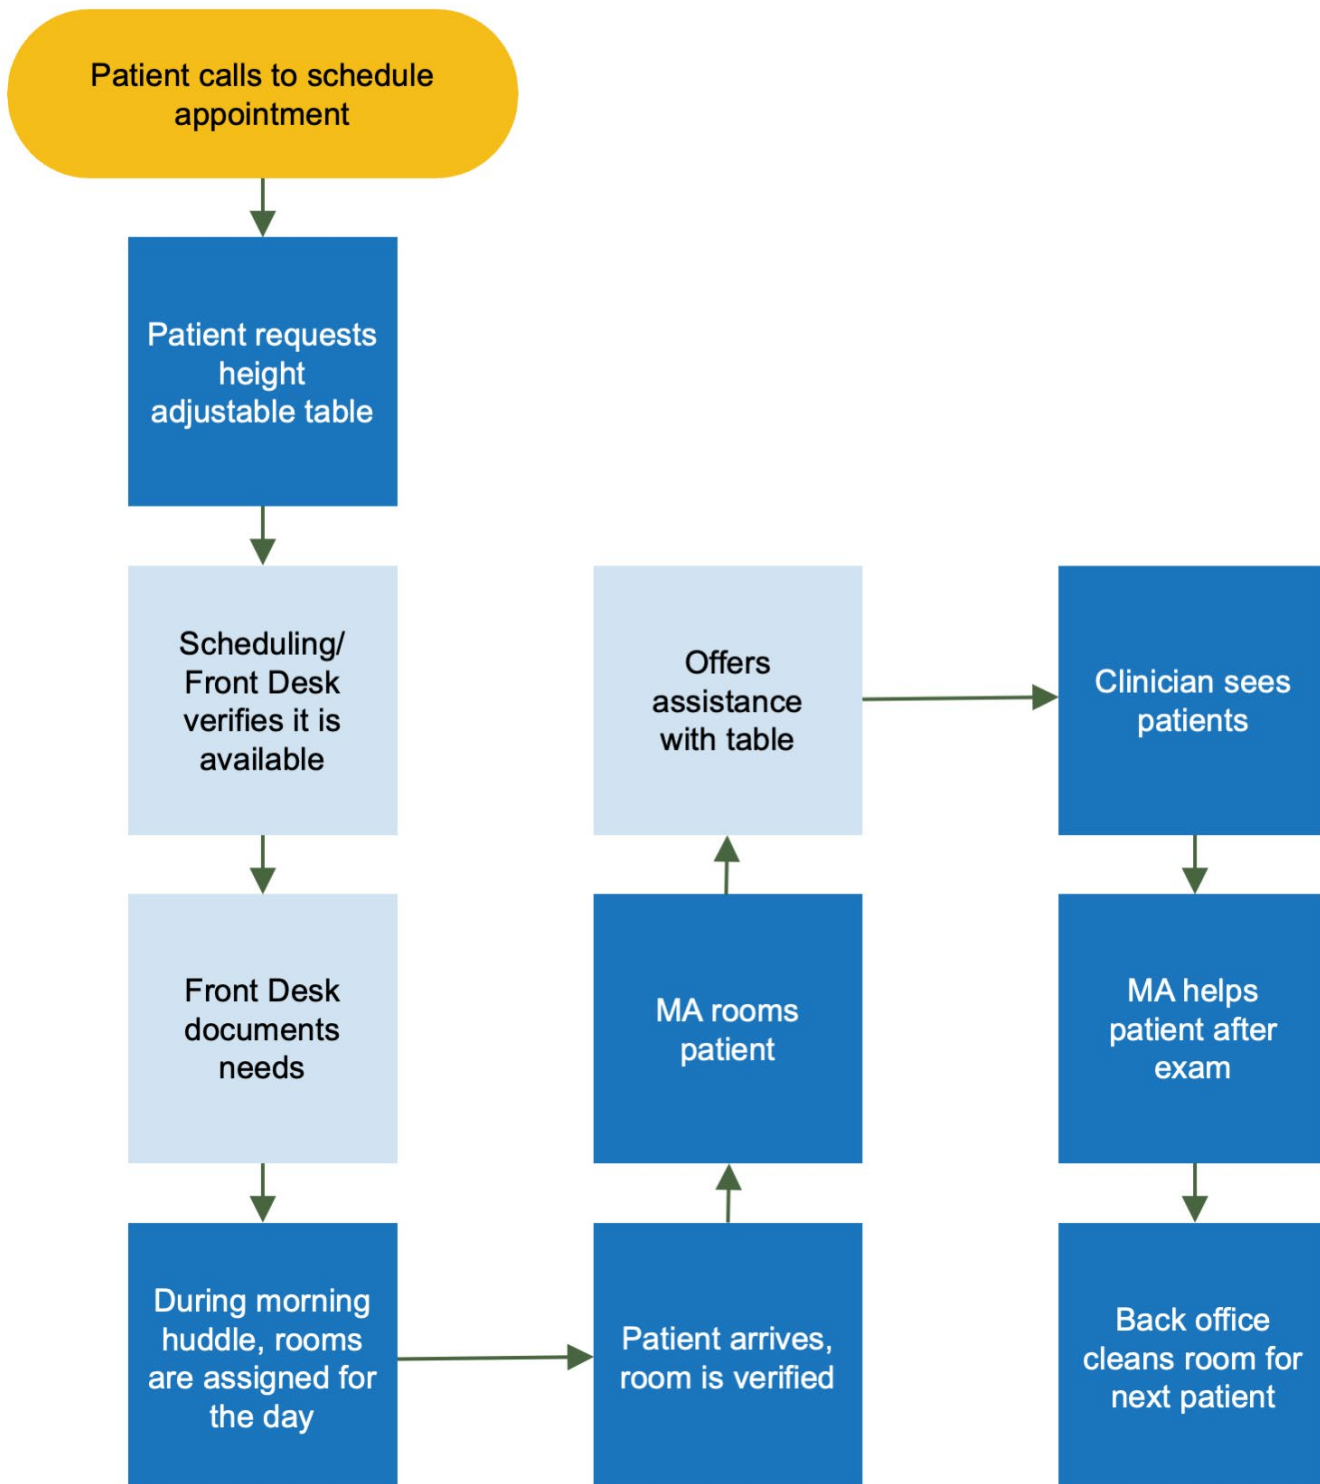 Patient calls to schedule
appointment
Patient requests
height
adjustable table
Scheduling/
Front Desk
verifies it is
available
Front Desk
documents
needs
During morning
huddle, rooms
are assigned for
the day
Patient arrives,
room is verified
MA rooms
patient
Offers
assistance
with table
Clinician sees
patients
MA helps
patient after
exam
Back office
cleans room for
next patient